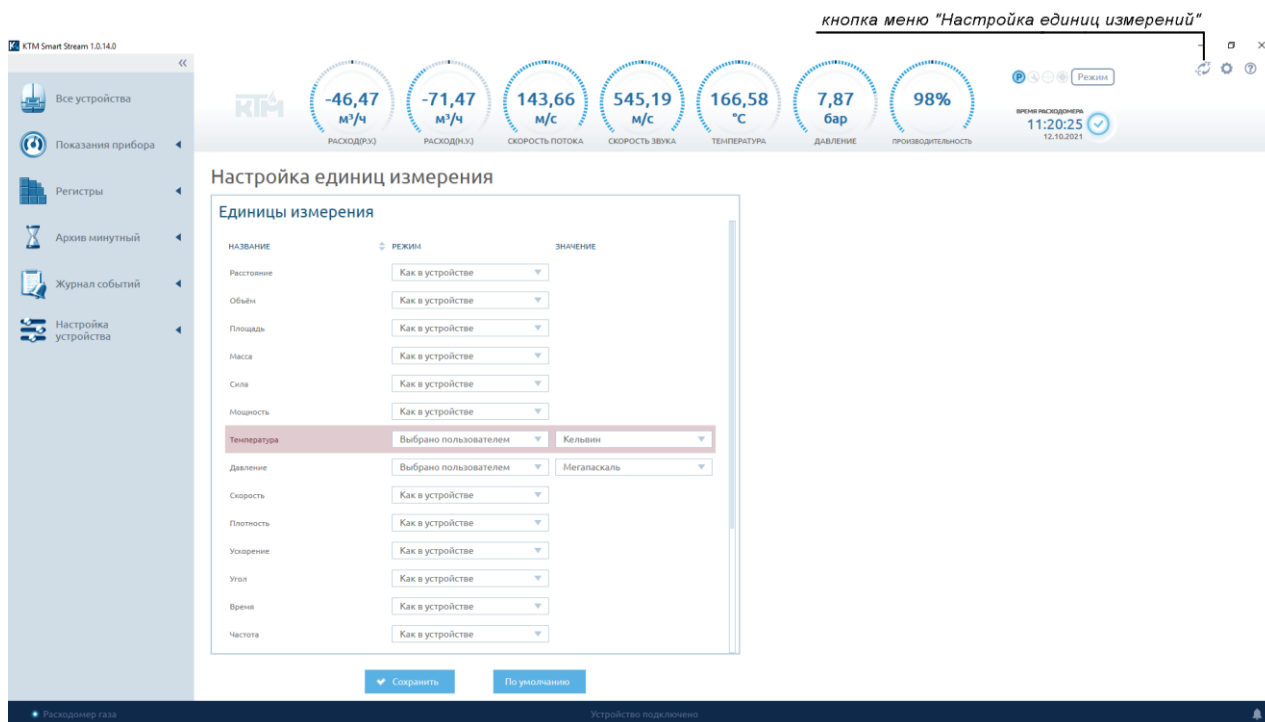 кнопка меню "Настройка единиц измерений"
KTM Smart Stream 1.0.14.0
Все устройства
Показания прибора
Регистры
Архив минутный
Журнал событий
Настройка
устройства
КТМ
-46,47
м³/ч
РАСХОД(Р.У.)
-71,47
м³/ч
РАСХОД(Н.У.)
143,66
м/с
СКОРОСТЬ ПОТОКА
545,19
м/с
СКОРОСТЬ ЗВУКА
166,58
°C
ТЕМПЕРАТУРА
7,87
бар
ДАВЛЕНИЕ
98%
ПРОИЗВОДИТЕЛЬНОСТЬ
P
Режим
ВРЕМЯ РАСХОДОМЕРА
11:20:25
12.10.2021
Настройка единиц измерения
Единицы измерения
НАЗВАНИЕ РЕЖИМ ЗНАЧЕНИЕ
Расстояние Как в устройстве
Объём Как в устройстве
Площадь Как в устройстве
Масса Как в устройстве
Сила Как в устройстве
Мощность Как в устройстве
Температура Выбрано пользователем Кельвин
Давление Выбрано пользователем Мегапаскаль
Скорость Как в устройстве
Плотность Как в устройстве
Ускорение Как в устройстве
Угол Как в устройстве
Время Как в устройстве
Частота Как в устройстве
Сохранить По умолчанию
Расходомер газа Устройство подключено